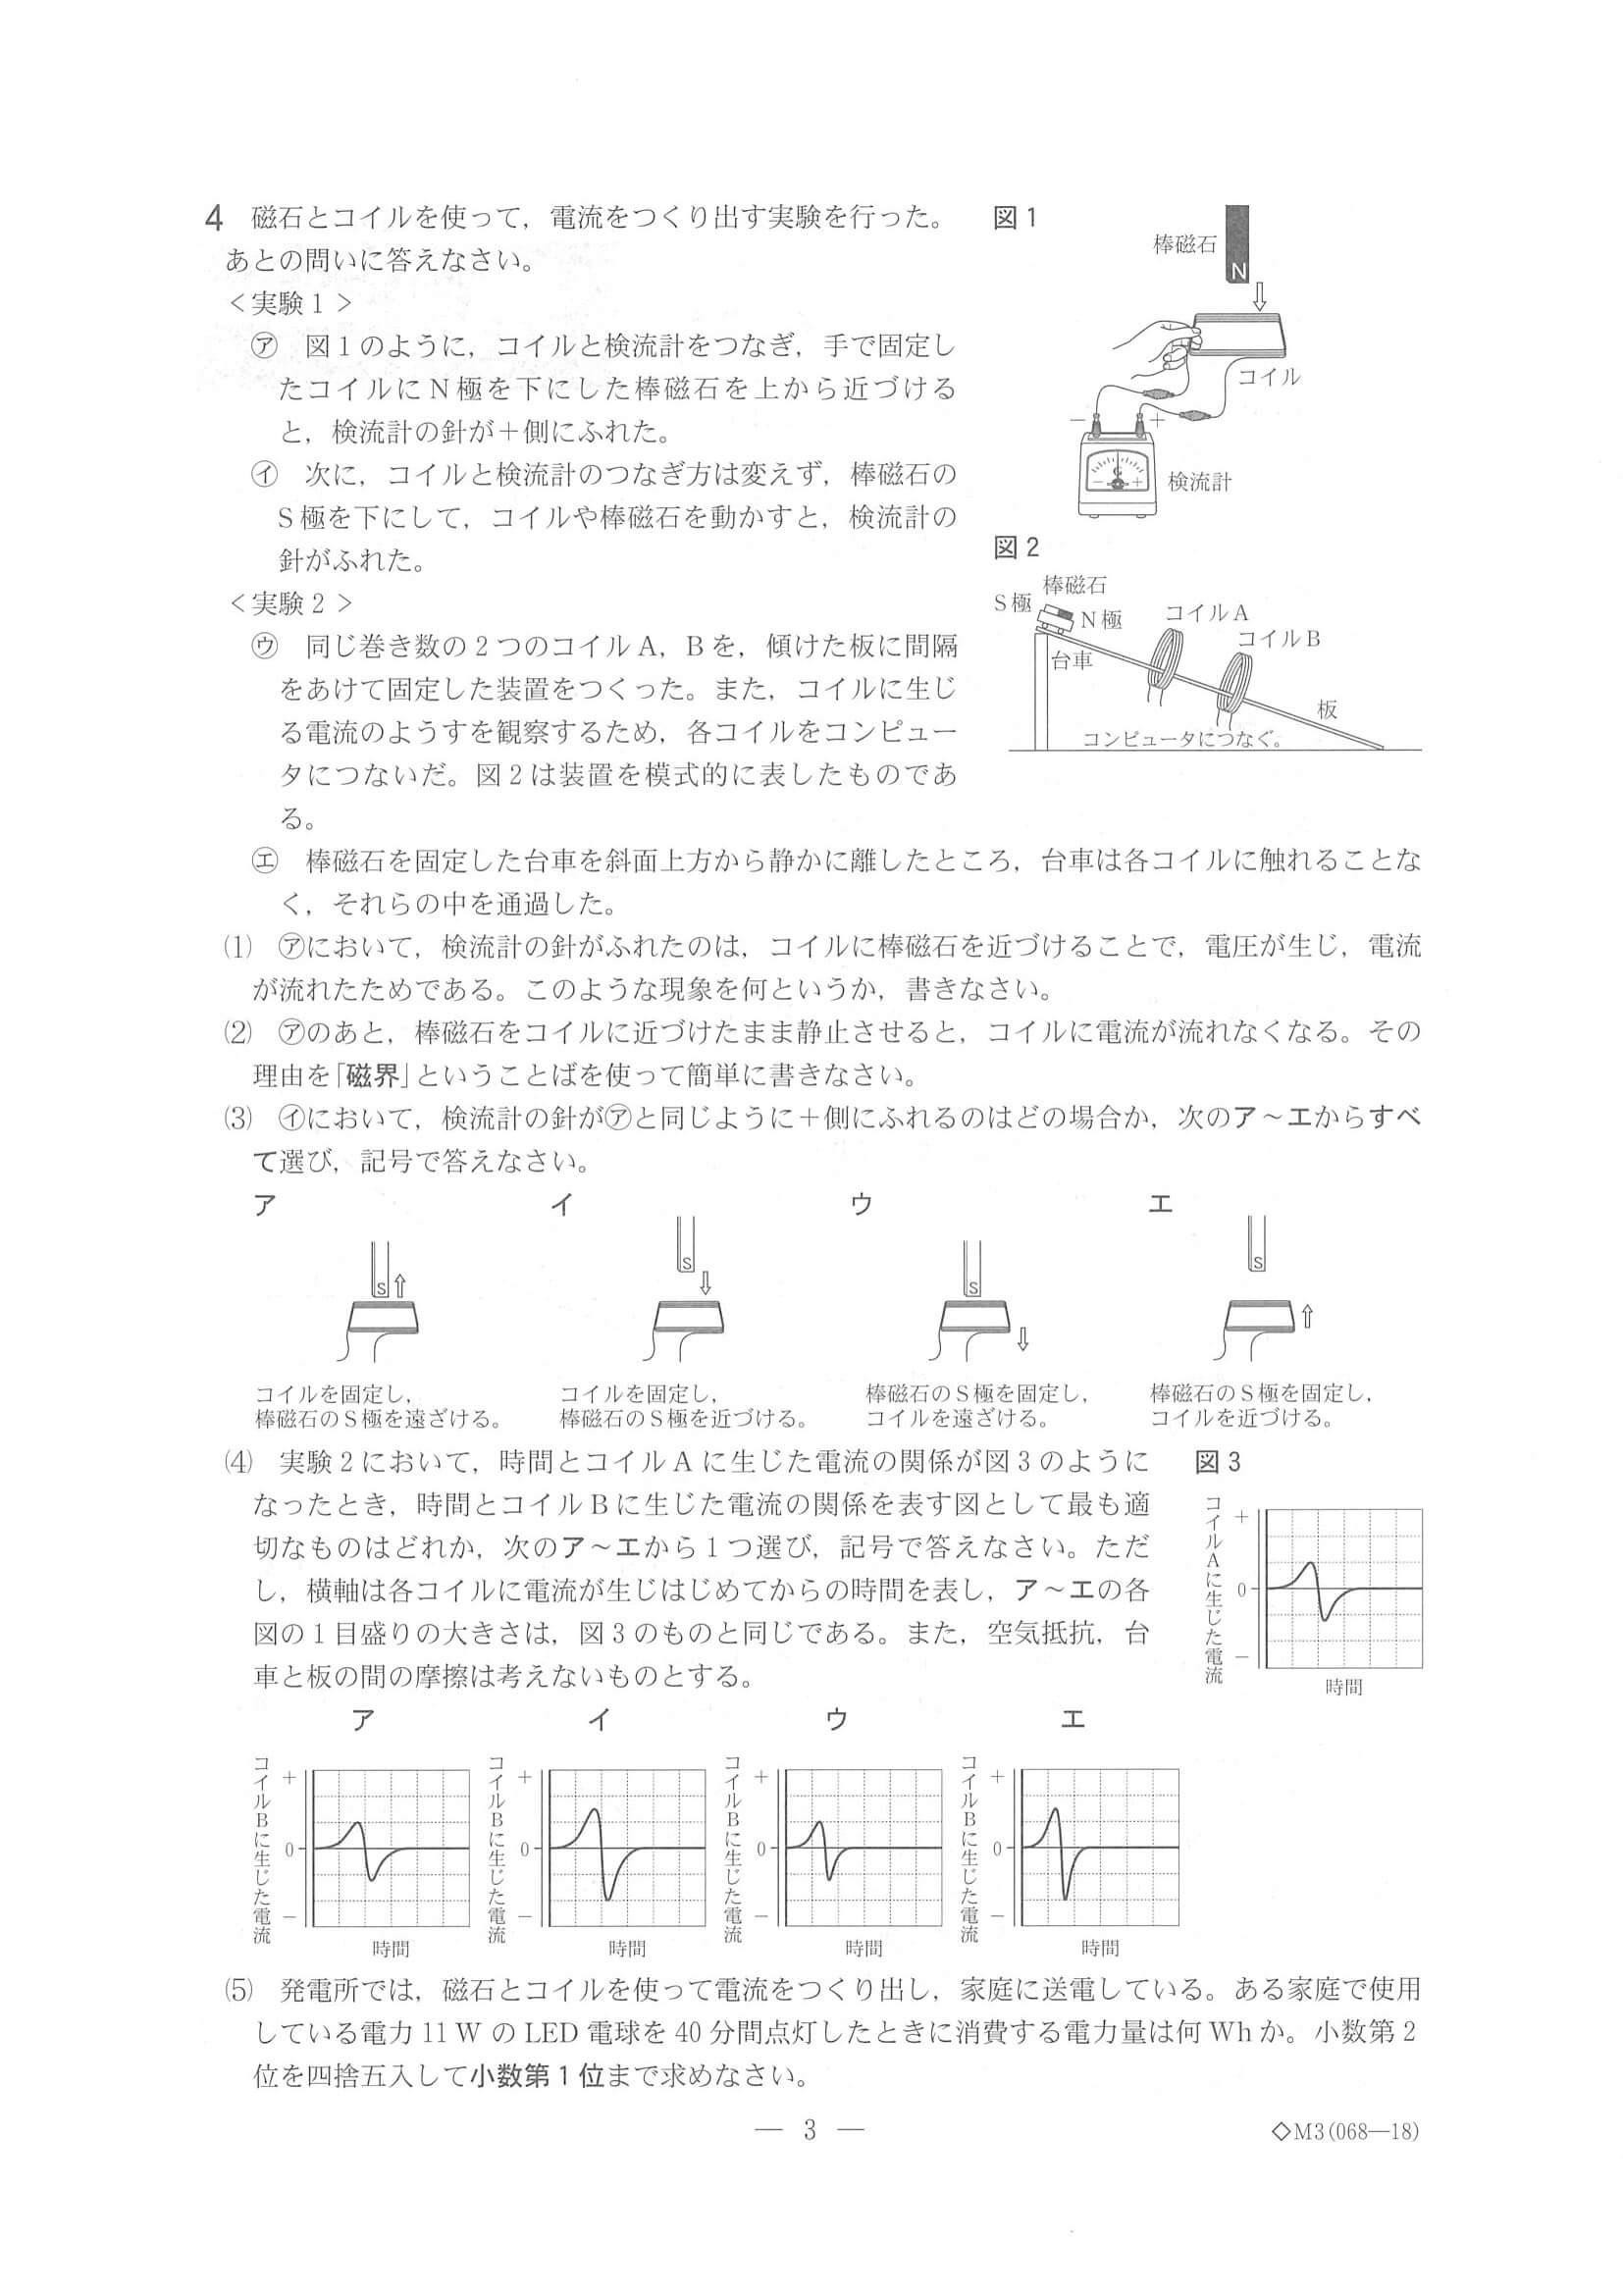 4 磁石とコイルを使って，電流をつくり出す実験を行った。
あとの問いに答えなさい。
＜実験1＞
㋐ 図1のように，コイルと検流計をつなぎ，手で固定し
たコイルにN極を下にした棒磁石を上から近づける
と，検流計の針が＋側にふれた。
㋑ 次に，コイルと検流計のつなぎ方は変えず，棒磁石の
S極を下にして，コイルや棒磁石を動かすと，検流計の
針がふれた。
＜実験2＞
㋒ 同じ巻き数の2つのコイルA，Bを，傾けた板に間隔
をあけて固定した装置をつくった。また，コイルに生じ
る電流のようすを観察するため，各コイルをコンピュー
タにつないだ。図2は装置を模式的に表したものであ
る。
図1
棒磁石
N
コイル
－
＋
G
－ ＋
検流計
図2
棒磁石
S極
N極
コイルA
コイルB
台車
板
コンピュータにつなぐ。
㋓ 棒磁石を固定した台車を斜面上方から静かに離したところ，台車は各コイルに触れることな
く，それらの中を通過した。
⑴ ㋐において，検流計の針がふれたのは，コイルに棒磁石を近づけることで，電圧が生じ，電流
が流れたためである。このような現象を何というか，書きなさい。
⑵ ㋐のあと，棒磁石をコイルに近づけたまま静止させると，コイルに電流が流れなくなる。その
理由を｢磁界｣ということばを使って簡単に書きなさい。
⑶ ㋑において，検流計の針が㋐と同じように＋側にふれるのはどの場合か，次のア～エからすべ
て選び，記号で答えなさい。
ア イ ウ エ
S S S S
コイルを固定し，
棒磁石のS極を遠ざける。
コイルを固定し，
棒磁石のS極を近づける。
棒磁石のS極を固定し，
コイルを遠ざける。
棒磁石のS極を固定し，
コイルを近づける。
⑷ 実験2において，時間とコイルAに生じた電流の関係が図3のように
なったとき，時間とコイルBに生じた電流の関係を表す図として最も適
切なものはどれか，次のア～エから1つ選び，記号で答えなさい。ただ
し，横軸は各コイルに電流が生じはじめてからの時間を表し，ア～エの各
図の1目盛りの大きさは，図3のものと同じである。また，空気抵抗，台
車と板の間の摩擦は考えないものとする。
図3
コイルAに生じた電流
＋
0
－
時間
ア
コイルBに生じた電流
＋
0
－
時間
イ
コイルBに生じた電流
＋
0
－
時間
ウ
コイルBに生じた電流
＋
0
－
時間
エ
コイルBに生じた電流
＋
0
－
時間
⑸ 発電所では，磁石とコイルを使って電流をつくり出し，家庭に送電している。ある家庭で使用
している電力11WのLED電球を40分間点灯したときに消費する電力量は何Whか。小数第2
位を四捨五入して小数第1位まで求めなさい。
― 3 ―
◇M3(068―18)